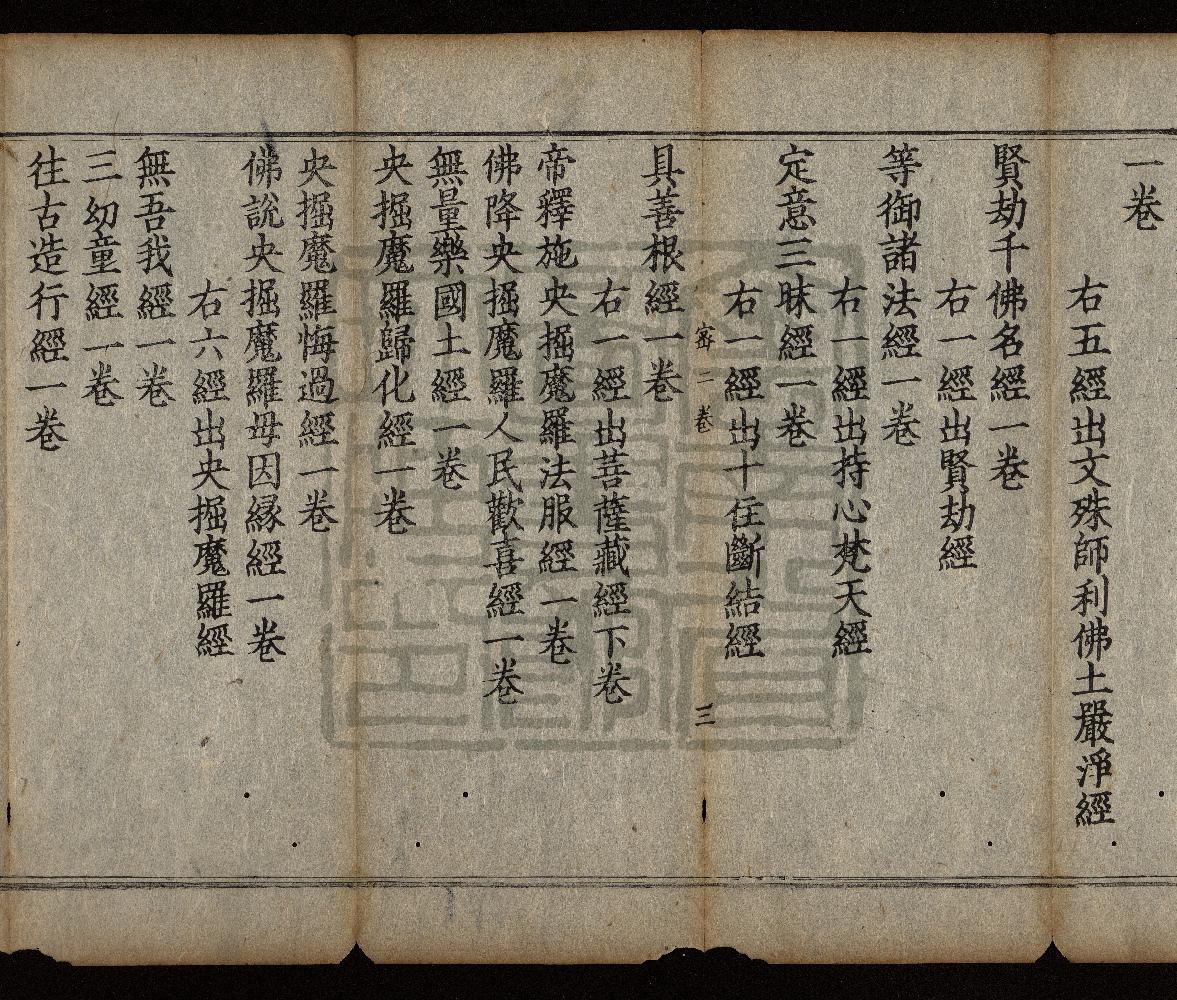 一卷
右五經出文殊師利佛土嚴淨經
賢劫千佛名經一卷
右一經出賢劫經
等御諸法經一卷
右一經出持心梵天經
定意三昧經一卷
右一經出十住斷結經
宻二卷 三
具善根經一卷
右一經出菩薩藏經下卷
帝釋施央掘魔羅法服經一卷
佛降央掘魔羅人民歡喜經一卷
無量樂國土經一卷
央掘魔羅歸化經一卷
央掘魔羅悔過經一卷
佛說央掘魔羅母因緣經一卷
右六經出央掘魔羅經
無吾我經一卷
三幼童經一卷
往古造行經一卷